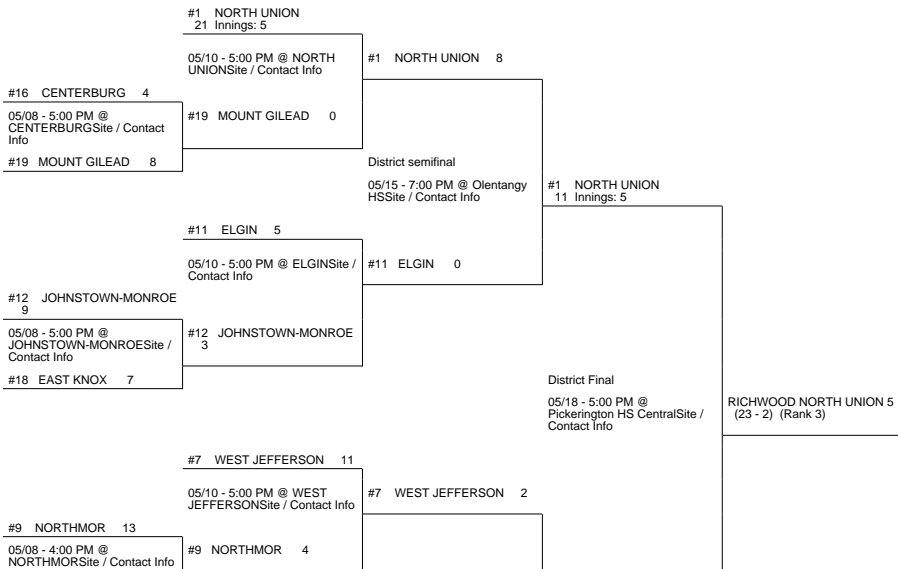 #1 NORTH UNION
21 Innings: 5
05/10 - 5:00 PM @ NORTH
UNIONSite / Contact Info
#1 NORTH UNION 8
#16 CENTERBURG 4
05/08 - 5:00 PM @
CENTERBURGSite / Contact
Info
#19 MOUNT GILEAD 0
#19 MOUNT GILEAD 8
District semifinal
05/15 - 7:00 PM @ Olentangy
HSSite / Contact Info
#1 NORTH UNION
11 Innings: 5
#11 ELGIN 5
05/10 - 5:00 PM @ ELGINSite /
Contact Info
#11 ELGIN 0
#12 JOHNSTOWN-MONROE
9
05/08 - 5:00 PM @
JOHNSTOWN-MONROESite /
Contact Info
#12 JOHNSTOWN-MONROE
3
#18 EAST KNOX 7
District Final
05/18 - 5:00 PM @
Pickerington HS CentralSite /
Contact Info
RICHWOOD NORTH UNION 5
(23 - 2) (Rank 3)
#7 WEST JEFFERSON 11
05/10 - 5:00 PM @ WEST
JEFFERSONSite / Contact Info
#7 WEST JEFFERSON 2
#9 NORTHMOR 13
05/08 - 4:00 PM @
NORTHMORSite / Contact Info
#9 NORTHMOR 4